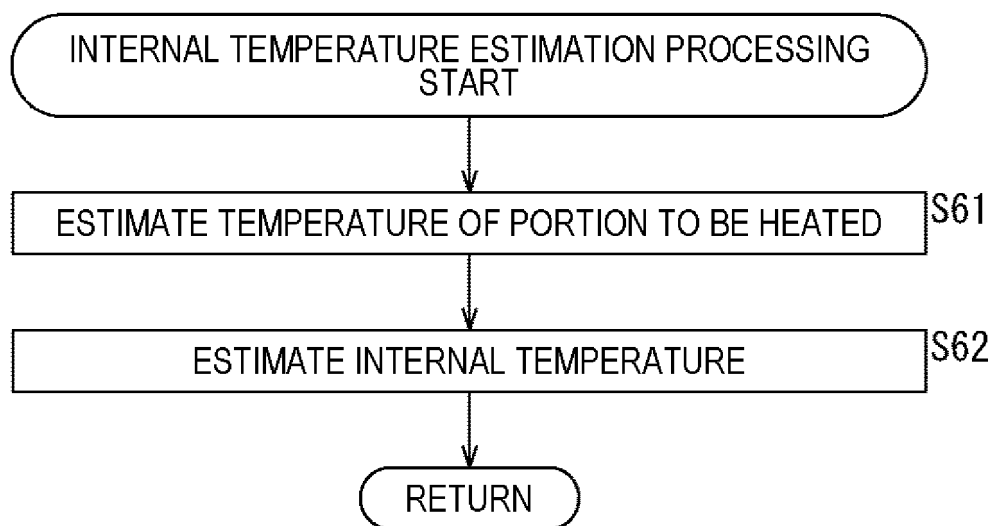 INTERNAL TEMPERATURE ESTIMATION PROCESSING
START
ESTIMATE TEMPERATURE OF PORTION TO BE HEATED
S61
ESTIMATE INTERNAL TEMPERATURE
S62
RETURN